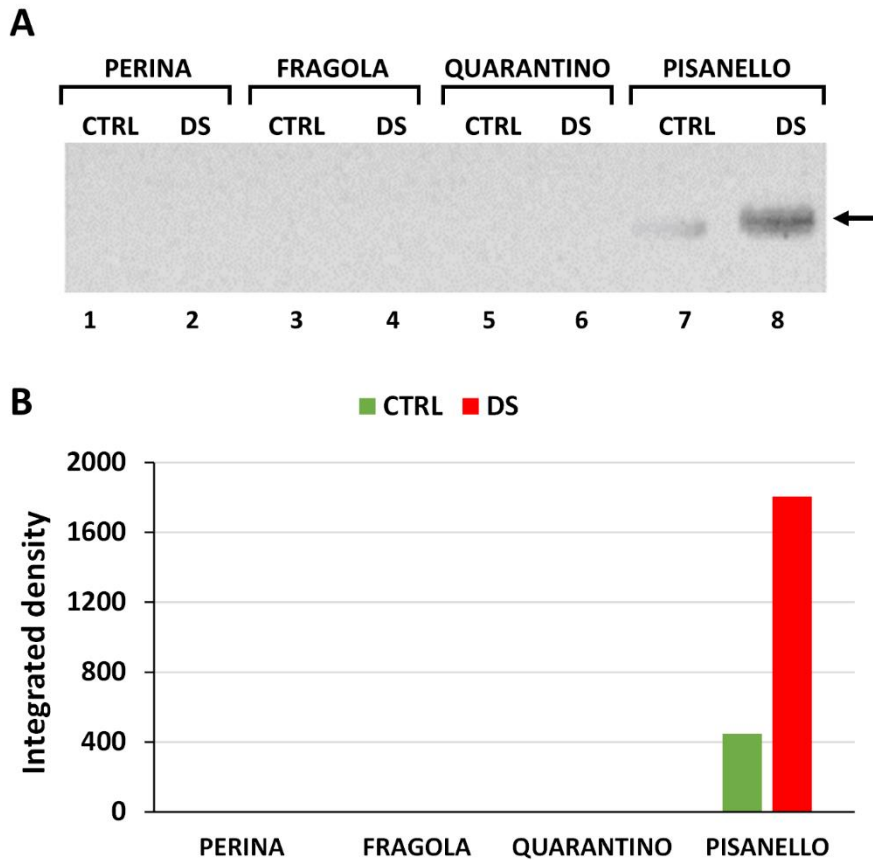 A
PERINA FRAGOLA QUARANTINO PISANELLO
CTRL DS CTRL DS CTRL DS CTRL DS
1 2 3 4 5 6 7 8
B
CTRL DS
Integrated density
2000
1600
1200
800
400
0
PERINA FRAGOLA QUARANTINO PISANELLO